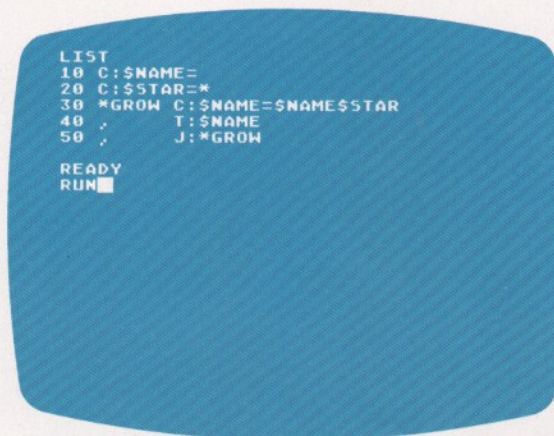 LIST
10 C:$NAME=
20 C:$STAR=*
30 *GROW C:$NAME=$NAME$STAR
40 ,     T:$NAME
50 ,     J:*GROW
READY
RUN